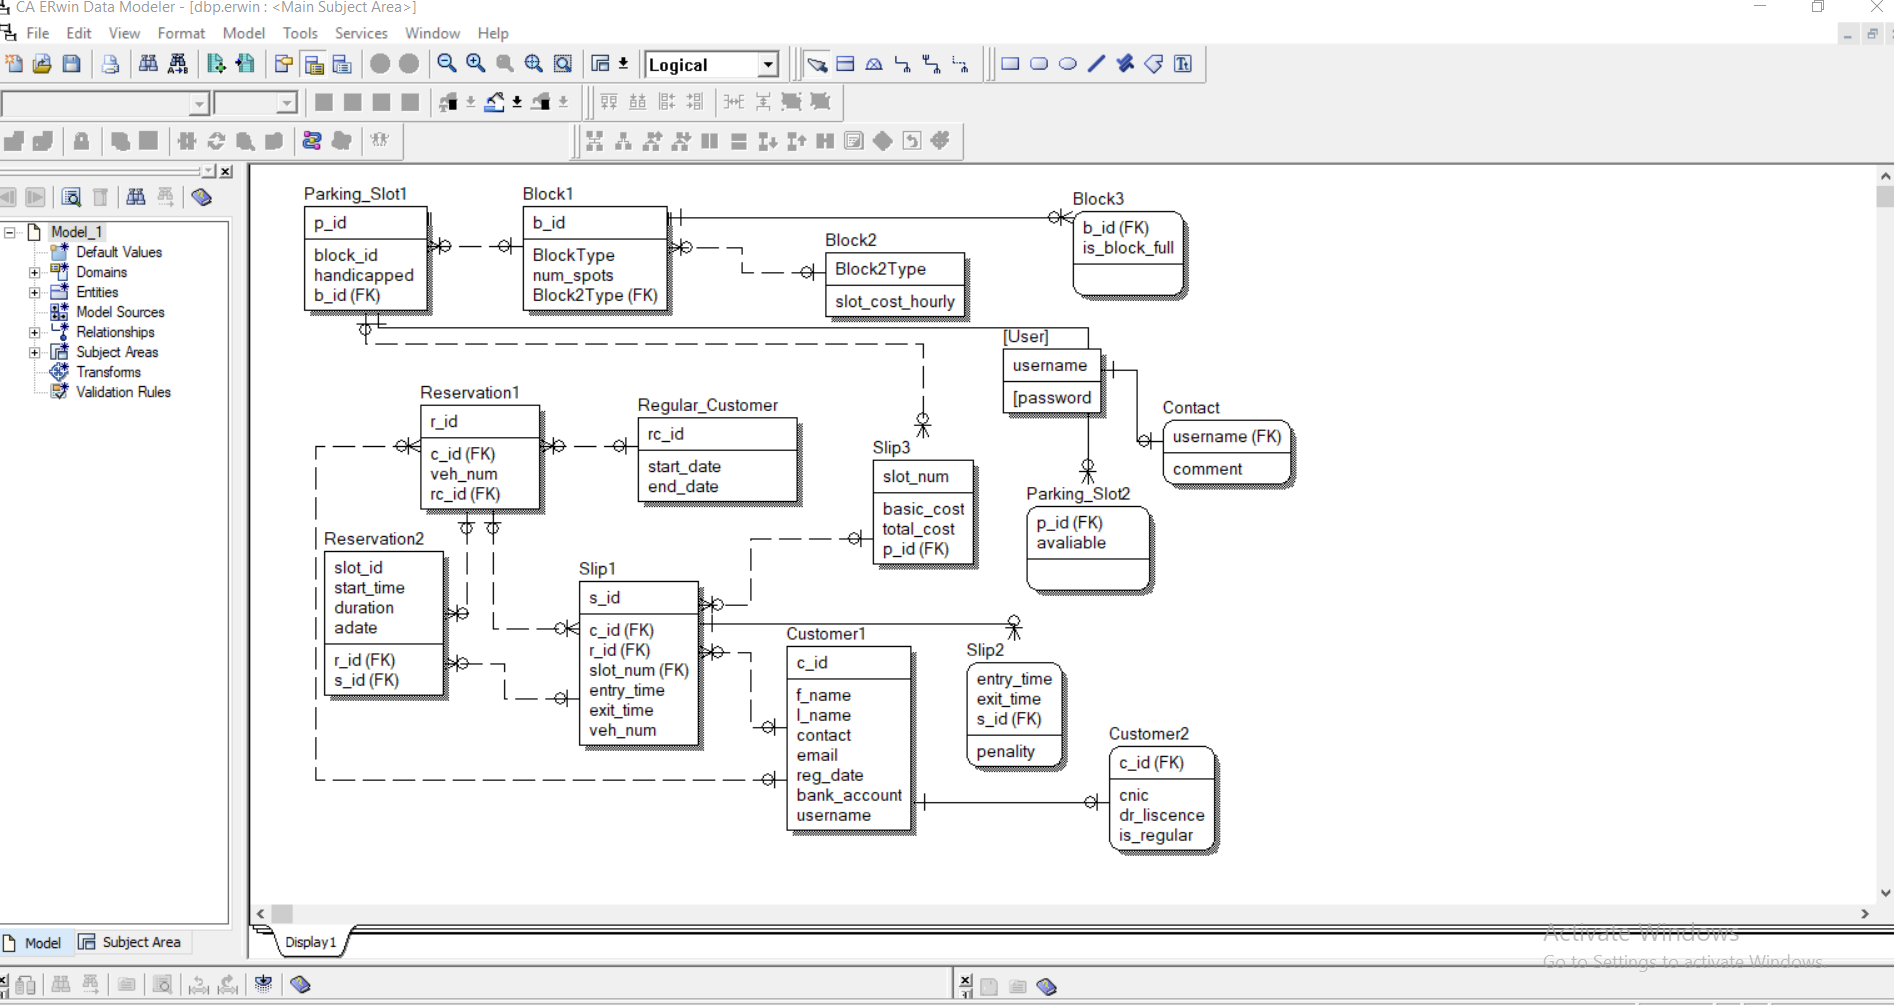 CA ERwin Data Modeler - [dbp.erwin : <Main Subject Area>]
File Edit View Format Model Tools Services Window Help
Logical
Model_1
Default Values
Domains
Entities
Model Sources
Relationships
Subject Areas
Transforms
Validation Rules
Parking_Slot1
p_id
block_id
handicapped
b_id (FK)
Block1
b_id
BlockType
num_spots
Block2Type (FK)
Block2
Block2Type
slot_cost_hourly
Block3
b_id (FK)
is_block_full
[User]
username
[password
Contact
username (FK)
comment
Reservation1
r_id
c_id (FK)
veh_num
rc_id (FK)
Regular_Customer
rc_id
start_date
end_date
Slip3
slot_num
basic_cost
total_cost
p_id (FK)
Parking_Slot2
p_id (FK)
avaliable
Reservation2
slot_id
start_time
duration
adate
r_id (FK)
s_id (FK)
Slip1
s_id
c_id (FK)
r_id (FK)
slot_num (FK)
entry_time
exit_time
veh_num
Customer1
c_id
f_name
l_name
contact
email
reg_date
bank_account
username
Slip2
entry_time
exit_time
s_id (FK)
penality
Customer2
c_id (FK)
cnic
dr_liscence
is_regular
Model Subject Area
Display1
Activate Windows
Go to Settings to activate Windows.